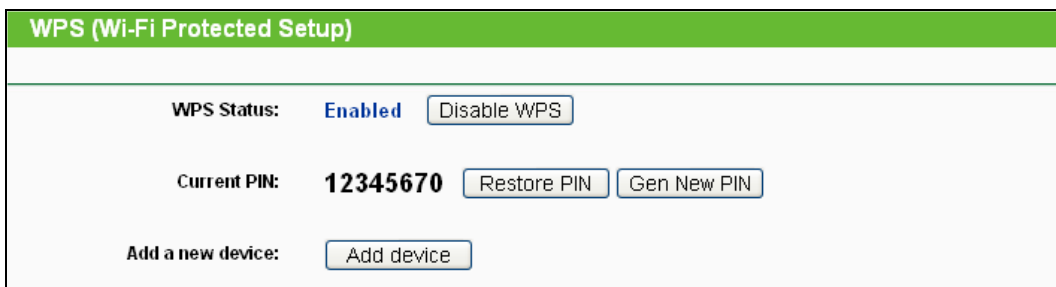 WPS (Wi-Fi Protected Setup)
WPS Status: Enabled Disable WPS
Current PIN: 12345670 Restore PIN Gen New PIN
Add a new device: Add device